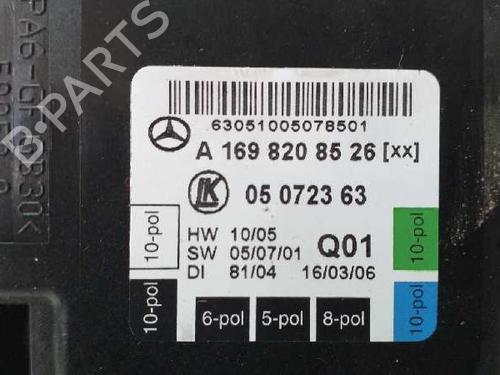 63051005078501
A 169 820 85 26 [xx]
LK 05 0723 63
HW 10/05
SW 05/07/01 Q01
DI 81/04 16/03/06
10-pol
10-pol
10-pol
10-pol
6-pol 5-pol 8-pol